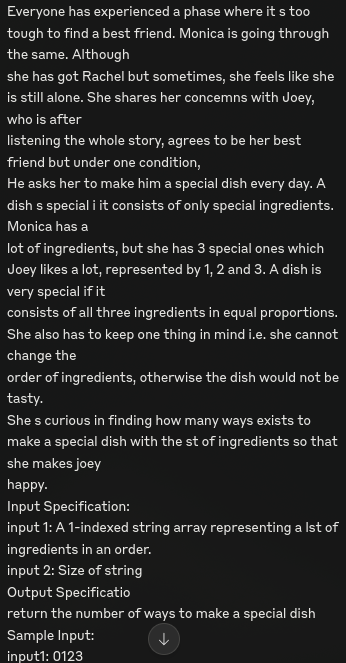 Everyone has experienced a phase where it s too
tough to find a best friend. Monica is going through
the same. Although
she has got Rachel but sometimes, she feels like she
is still alone. She shares her concemns with Joey,
who is after
listening the whole story, agrees to be her best
friend but under one condition,
He asks her to make him a special dish every day. A
dish s special i it consists of only special ingredients.
Monica has a
lot of ingredients, but she has 3 special ones which
Joey likes a lot, represented by 1, 2 and 3. A dish is
very special if it
consists of all three ingredients in equal proportions.
She also has to keep one thing in mind i.e. she cannot
change the
order of ingredients, otherwise the dish would not be
tasty.
She s curious in finding how many ways exists to
make a special dish with the st of ingredients so that
she makes joey
happy.
Input Specification:
input 1: A 1-indexed string array representing a lst of
ingredients in an order.
input 2: Size of string
Output Specificatio
return the number of ways to make a special dish
Sample Input:
input1: 0123